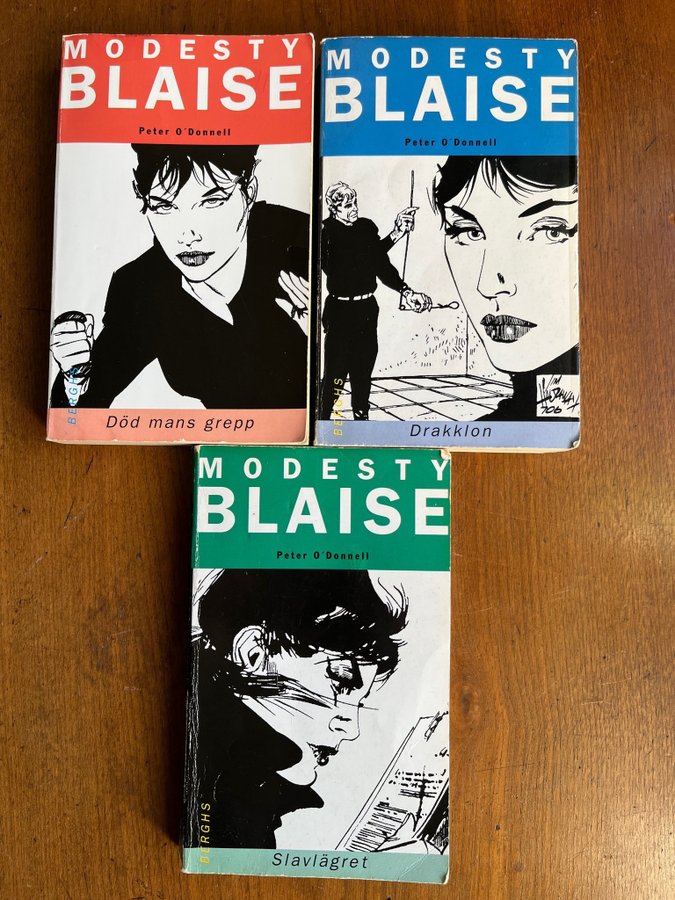 MODESTY
BLAISE
Peter O´Donnell
BERGHS
Död mans grepp
MODESTY
BLAISE
Peter O´Donnell
BERGHS
Drakklon
MODESTY
BLAISE
Peter O´Donnell
BERGHS
Slavlägret